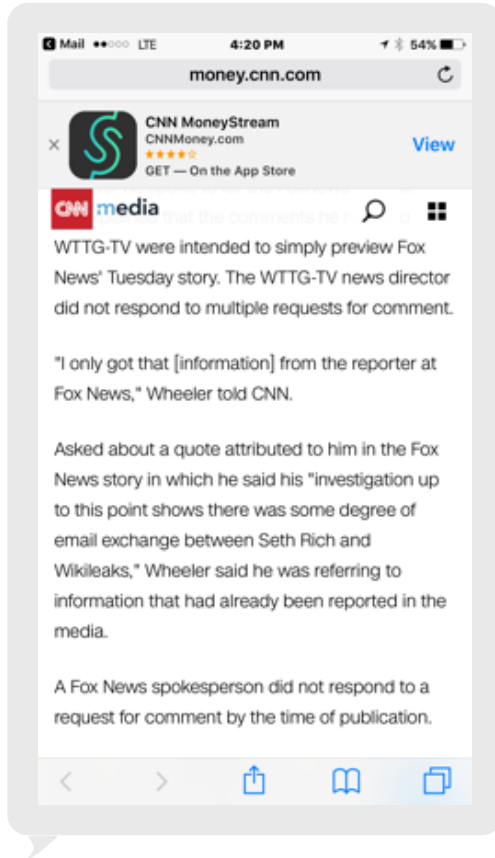 Mail LTE 4:20 PM 54%
money.cnn.com
CNN MoneyStream
CNNMoney.com
GET — On the App Store
View
CNN media
that the comments he
WTTG-TV were intended to simply preview Fox
News' Tuesday story. The WTTG-TV news director
did not respond to multiple requests for comment.
"I only got that [information] from the reporter at
Fox News," Wheeler told CNN.
Asked about a quote attributed to him in the Fox
News story in which he said his "investigation up
to this point shows there was some degree of
email exchange between Seth Rich and
Wikileaks," Wheeler said he was referring to
information that had already been reported in the
media.
A Fox News spokesperson did not respond to a
request for comment by the time of publication.